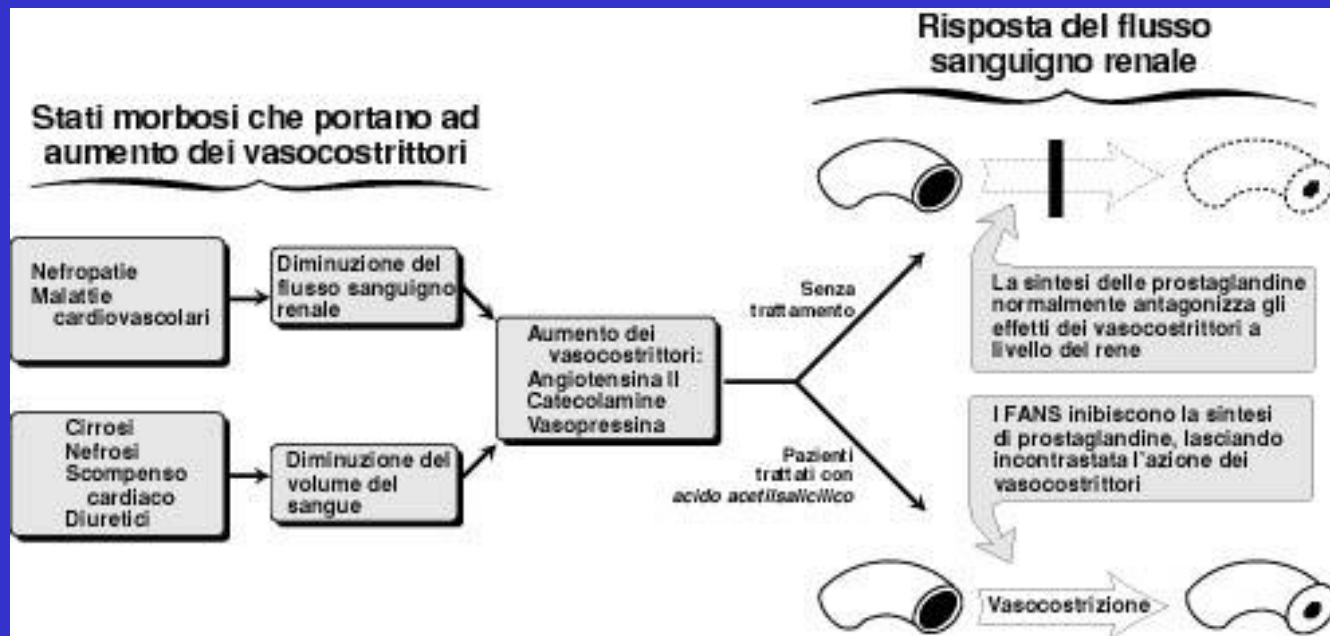 Stati morbosi che portano ad
aumento dei vasocostrittori
Nefropatie
Malattie
cardiovascolari
Diminuzione del
flusso sanguigno
renale
Cirrosi
Nefrosi
Scompenso
cardiaco
Diuretici
Diminuzione del
volume del
sangue
Aumento dei
vasocostrittori:
Angiotensina II
Catecolamine
Vasopressina
Senza
trattamento
Pazienti
trattati con
acido acetilsalicilico
Risposta del flusso
sanguigno renale
La sintesi delle prostaglandine
normalmente antagonizza gli
effetti dei vasocostrittori a
livello del rene
I FANS inibiscono la sintesi
di prostaglandine, lasciando
incontrastata l'azione dei
vasocostrittori
Vasocostrizione